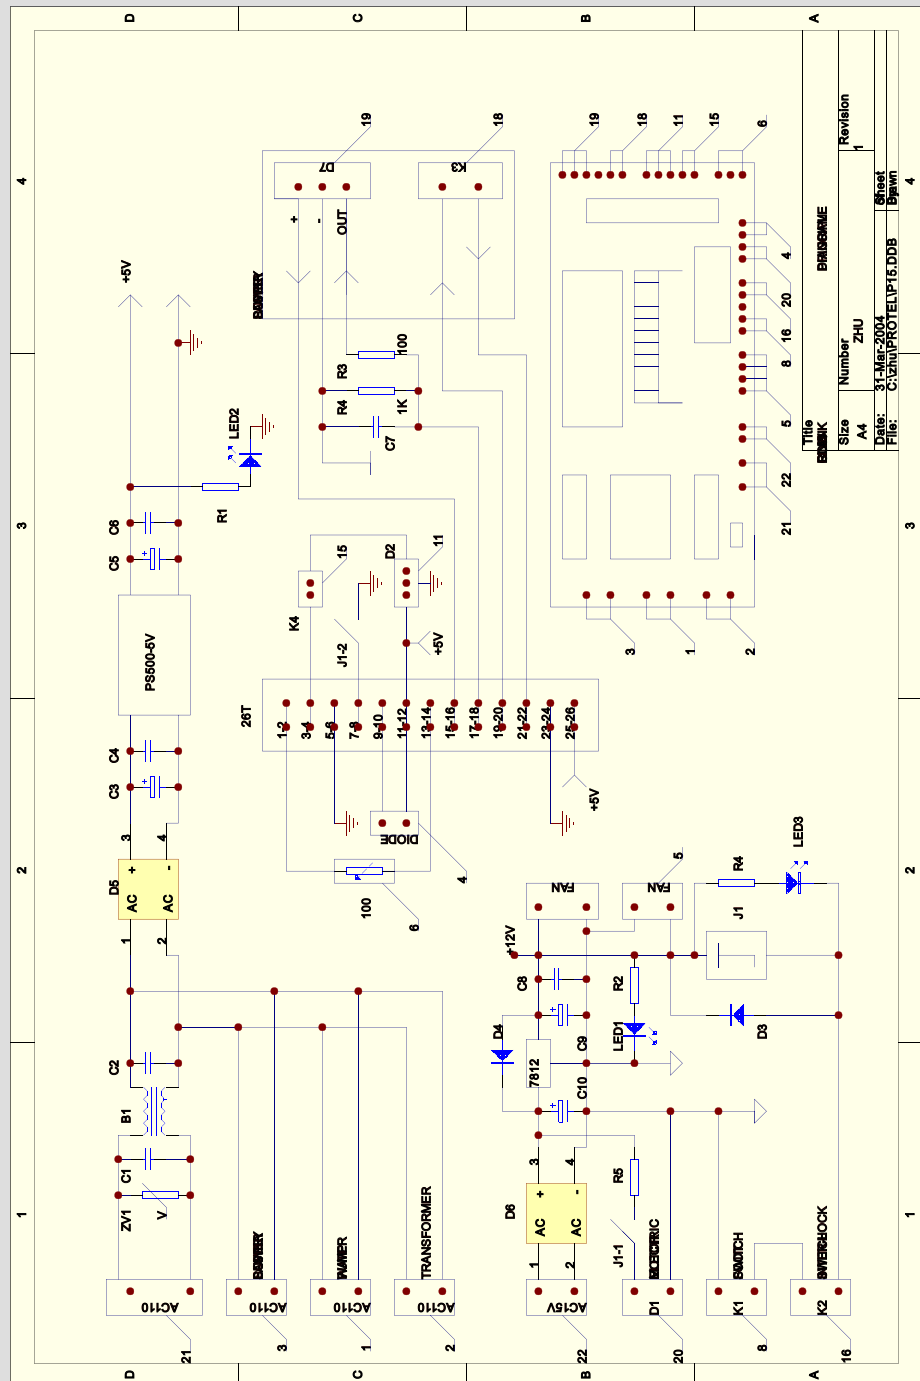 D
C
B
A
4
+5V
LED2
R1
C6
C5
PS500-5V
C4
C3
3
4
D5
+
-
AC
AC
1
2
C2
B1
C1
ZV1
V
AC110
21
AC110
3
AC110
1
TRANSFORMER
AC110
2
D7
19
K3
18
+
-
OUT
R3
100
R4
1K
C7
K4
15
D2
11
J1-2
+5V
26T
1-2
3-4
5-6
7-8
9-10
11-12
13-14
15-16
17-18
19-20
21-22
23-24
25-26
+5V
DIODE
4
100
6
19
18
11
15
6
4
20
16
8
5
22
21
3
1
2
FAN
FAN
5
+12V
C8
D4
C9
7812
C10
R2
LED1
R4
LED3
J1
D3
D6
3
4
+
-
AC
AC
1
2
R5
J1-1
AC15V
22
D1
20
K1
8
K2
16
Title
Size
A4
Number
ZHU
Revision
1
Date:
31-Mar-2004
Sheet
File:
C:\zhu\PROTEL\P15.DDB
4
3
3
2
2
1
1
D
C
B
A